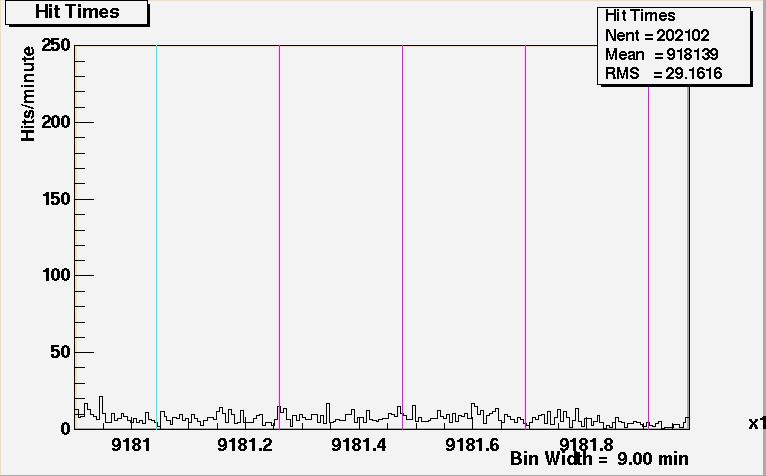 Hit Times
Hit Times
Nent = 202102
Mean = 918139
RMS = 29.1616
Hits/minute
250
200
150
100
50
0
9181
9181.2
9181.4
9181.6
9181.8
x1
Bin Width = 9.00 min